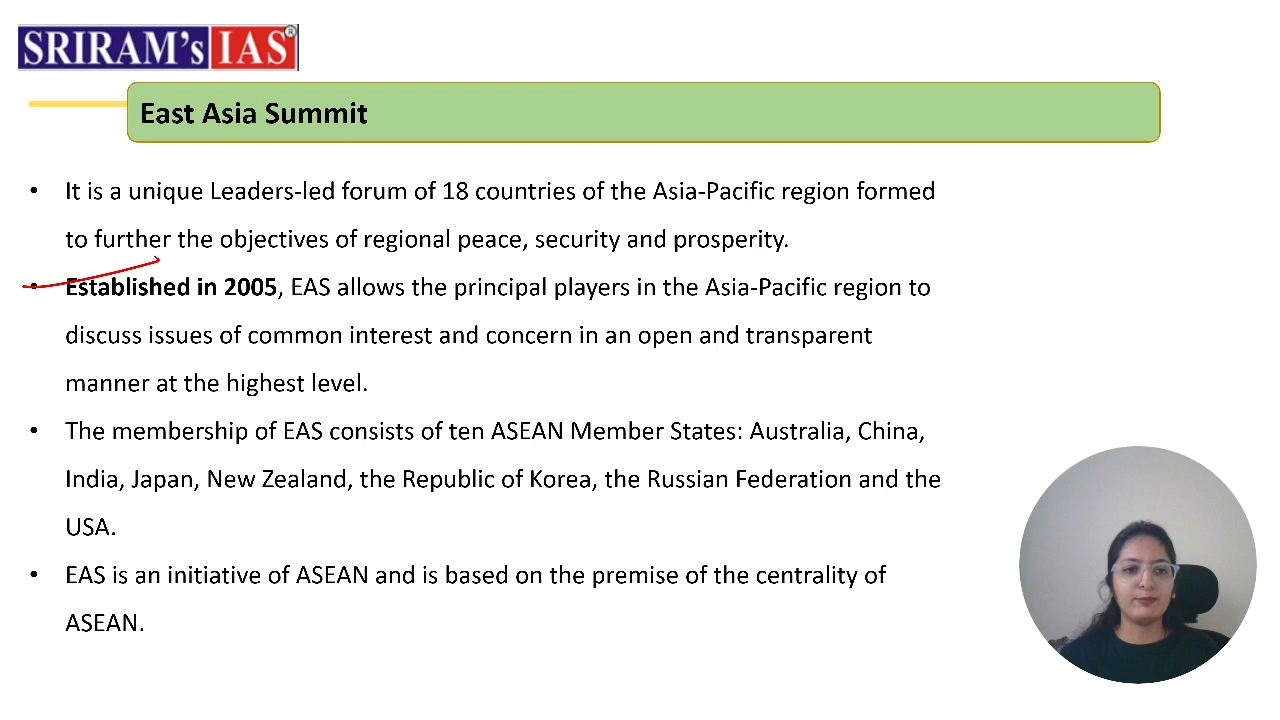 SRIRAM's IAS®
East Asia Summit
• It is a unique Leaders-led forum of 18 countries of the Asia-Pacific region formed
to further the objectives of regional peace, security and prosperity.
• Established in 2005, EAS allows the principal players in the Asia-Pacific region to
discuss issues of common interest and concern in an open and transparent
manner at the highest level.
• The membership of EAS consists of ten ASEAN Member States: Australia, China,
India, Japan, New Zealand, the Republic of Korea, the Russian Federation and the
USA.
• EAS is an initiative of ASEAN and is based on the premise of the centrality of
ASEAN.